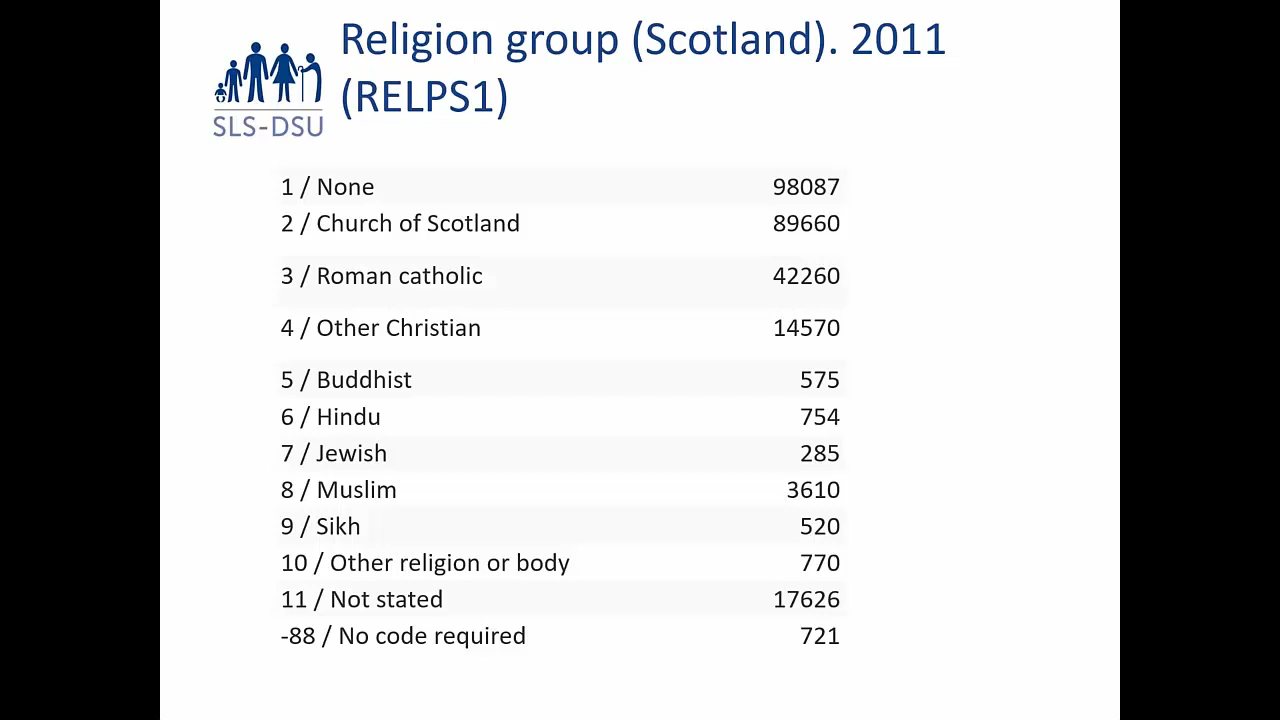 Religion group (Scotland). 2011
(RELPS1)
SLS-DSU
1 / None 98087
2 / Church of Scotland 89660
3 / Roman catholic 42260
4 / Other Christian 14570
5 / Buddhist 575
6 / Hindu 754
7 / Jewish 285
8 / Muslim 3610
9 / Sikh 520
10 / Other religion or body 770
11 / Not stated 17626
-88 / No code required 721